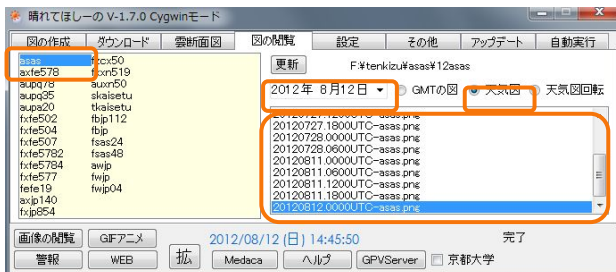 晴れてほしーの V-1.7.0 Cygwinモード
図の作成 ダウンロード 雲断面図 図の閲覧 設定 その他 アップデート 自動実行
更新 F:¥tenkizu¥asas¥12asas
2012年 8月12日 GMTの図 天気図 天気図回転
asas fzcx50
axfe578 fxxn519
aupq78 auxn50
aupq35 skaisetu
aupa20 tkaisetu
fxfe502 fbjp112
fxfe504 fbjp
fxfe507 fsas24
fxfe5782 fsas48
fxfe5784 awjp
fxfe577 fwjp
fefe19 fwjp04
axjp140
fxjp854
20120727.1200UTC-asas.png
20120727.1800UTC-asas.png
20120728.0000UTC-asas.png
20120728.0600UTC-asas.png
20120811.0000UTC-asas.png
20120811.0600UTC-asas.png
20120811.1200UTC-asas.png
20120811.1800UTC-asas.png
20120812.0000UTC-asas.png
画像の閲覧 GIFアニメ 2012/08/12 (日) 14:45:50 完了
警報 WEB 拡 Medaca ヘルプ GPVServer 京都大学